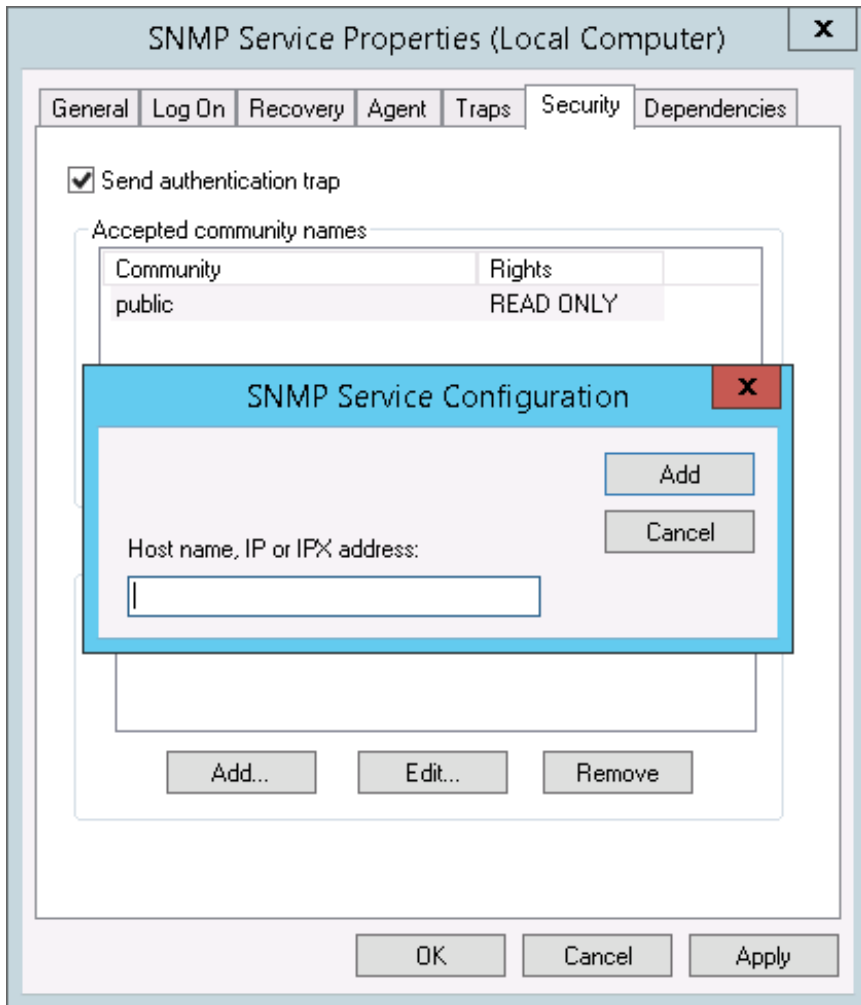 SNMP Service Properties (Local Computer)
x
General Log On Recovery Agent Traps Security Dependencies
Send authentication trap
Accepted community names
Community Rights
public READ ONLY
SNMP Service Configuration
x
Add
Cancel
Host name, IP or IPX address:
Add... Edit... Remove
OK Cancel Apply